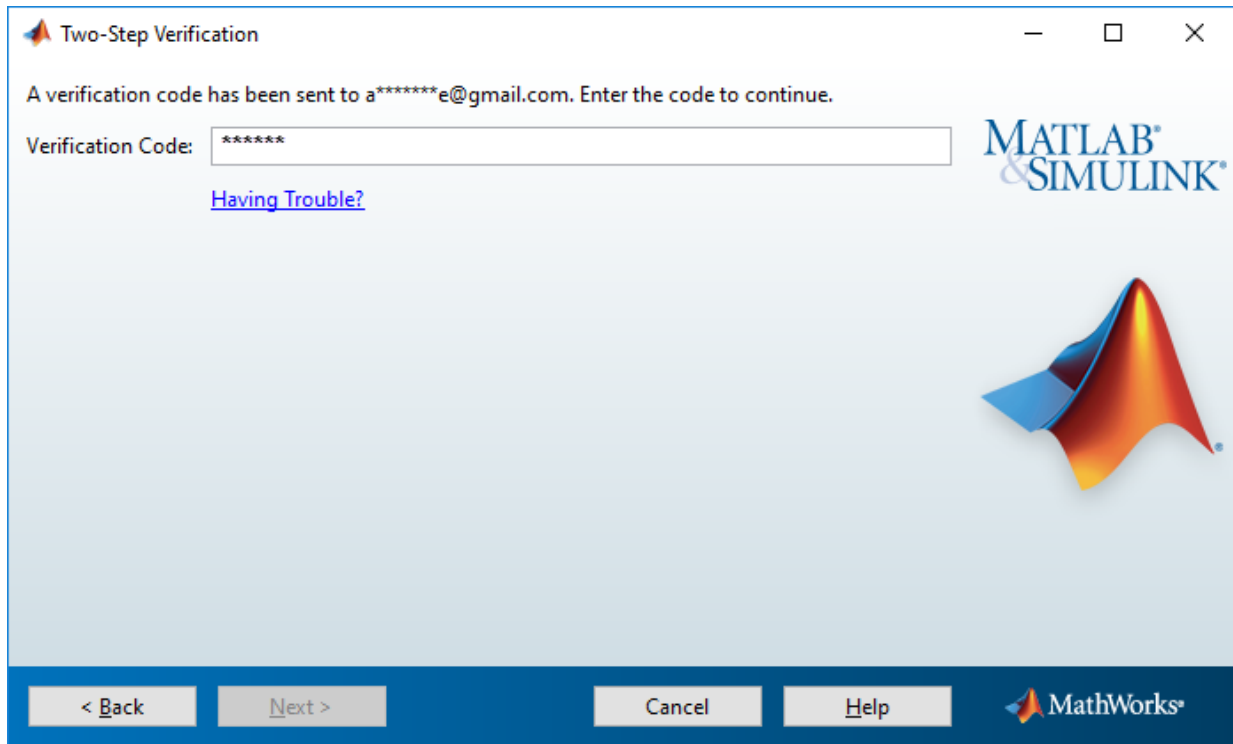 Two-Step Verification
A verification code has been sent to a*******e@gmail.com. Enter the code to continue.
Verification Code: ******
Having Trouble?
MATLAB®
&SIMULINK®
®
< Back Next > Cancel Help MathWorks®